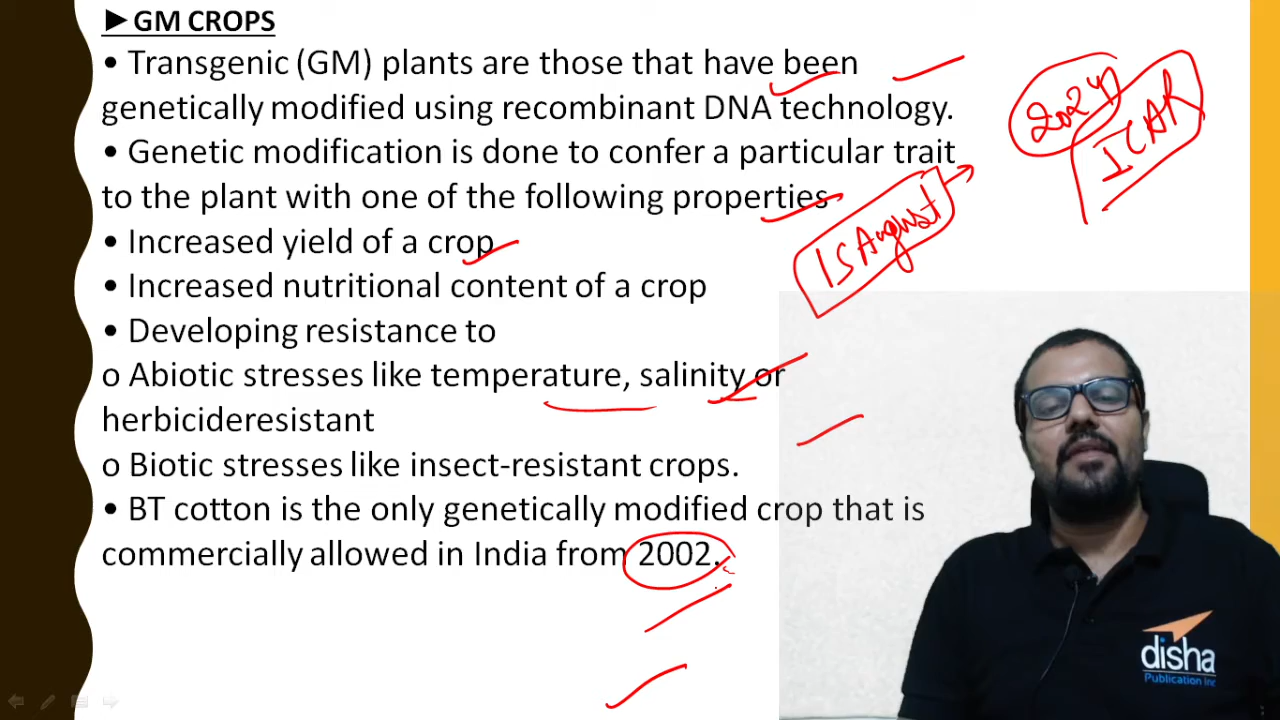 ►GM CROPS
• Transgenic (GM) plants are those that have been
genetically modified using recombinant DNA technology.
• Genetic modification is done to confer a particular trait
to the plant with one of the following properties
• Increased yield of a crop
• Increased nutritional content of a crop
• Developing resistance to
o Abiotic stresses like temperature, salinity or
herbicideresistant
o Biotic stresses like insect-resistant crops.
• BT cotton is the only genetically modified crop that is
commercially allowed in India from 2002.
2024
ICAR
15 August
disha
Publication Inc